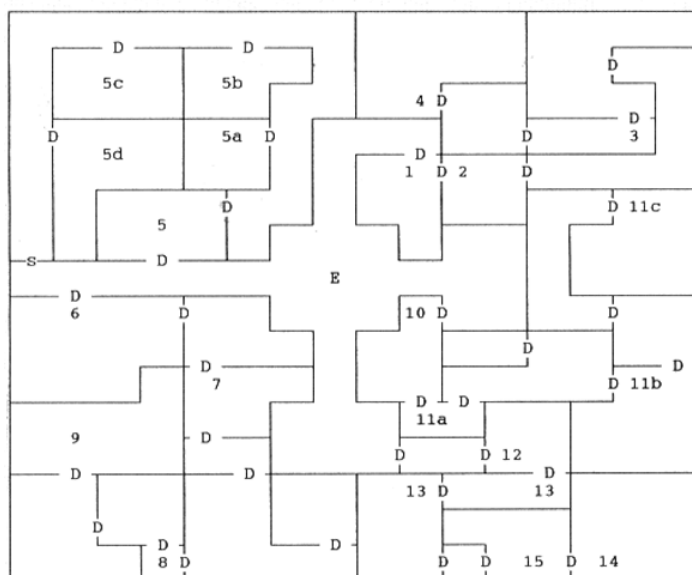 D D
D
5c 5b
4 D
D 5a D D D 3
5d D
1 D 2 D
D D 11c
5
S D
E
D
6 D 10 D D
D
D D
7 D 11b
D D
11a
9 D
D D 12
D D D
13 D 13
D
D D
8 D D D 15 D 14